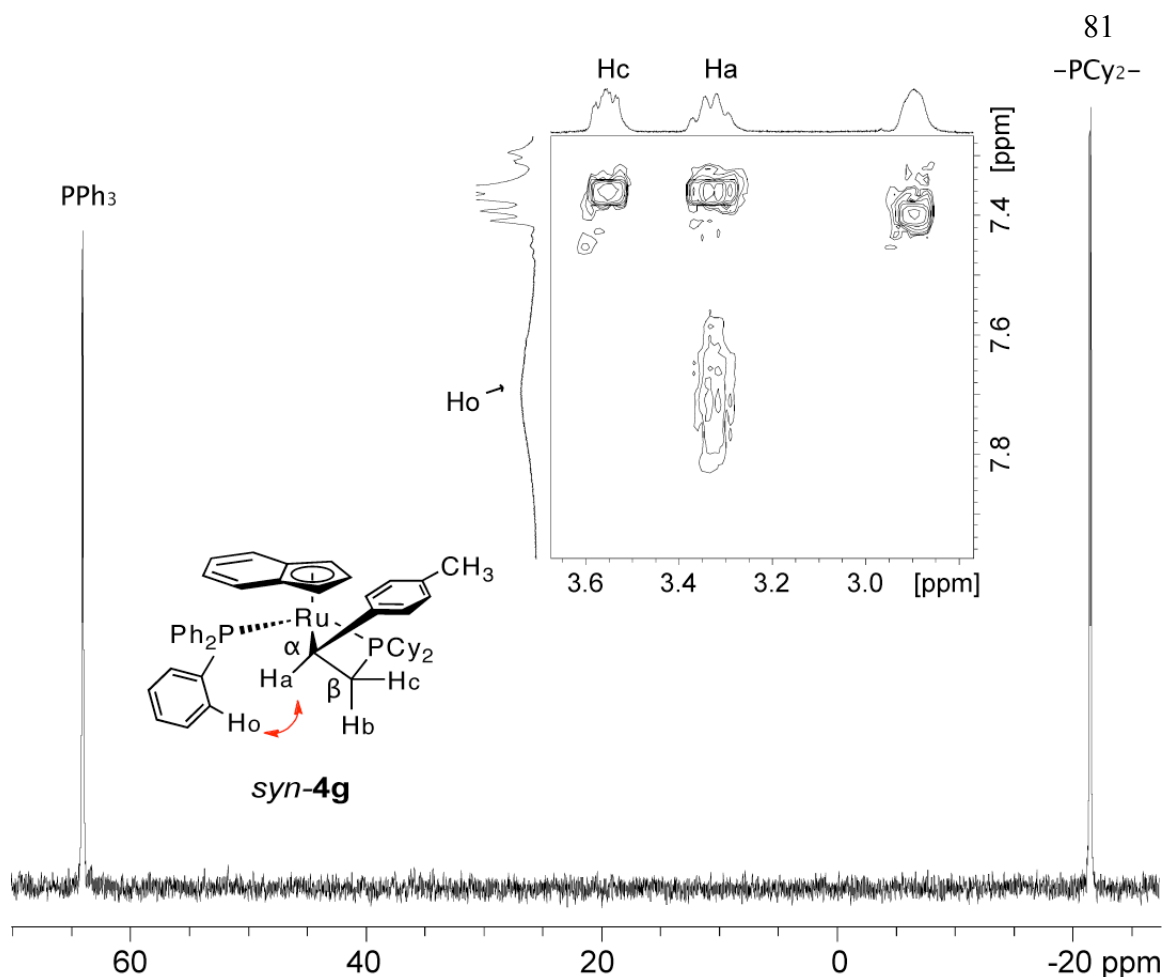 81
–PCy₂–
Hc
Ha
[ppm]
7.4
7.6
7.8
Ho
3.6
3.4
3.2
3.0
[ppm]
PPh₃
CH₃
Ru
Ph₂P
PCy₂
α
Ha
β
Hc
Hb
Ho
syn-4g
60
40
20
0
-20 ppm